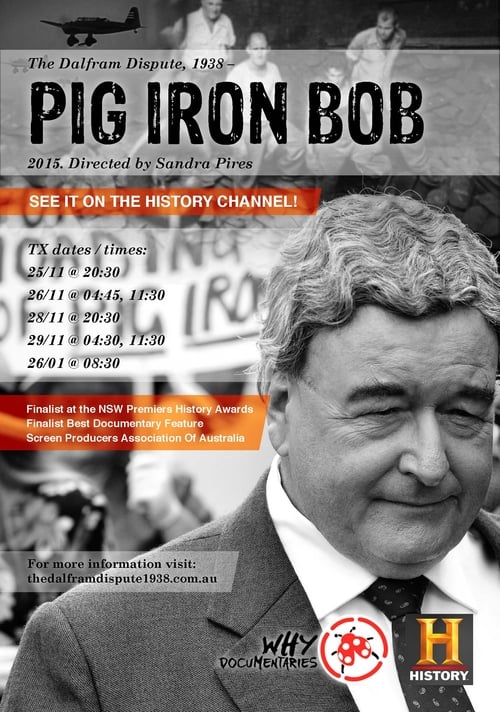 The Dalfram Dispute, 1938 –
PIG IRON BOB
2015. Directed by Sandra Pires
SEE IT ON THE HISTORY CHANNEL!
TX dates / times:
25/11 @ 20:30
26/11 @ 04:45, 11:30
28/11 @ 20:30
29/11 @ 04:30, 11:30
26/01 @ 08:30
PIG IRO
Finalist at the NSW Premiers History Awards
Finalist Best Documentary Feature
Screen Producers Association Of Australia
For more information visit:
thedalframdispute1938.com.au
WHY
DOCUMENTARIES
H
HISTORY